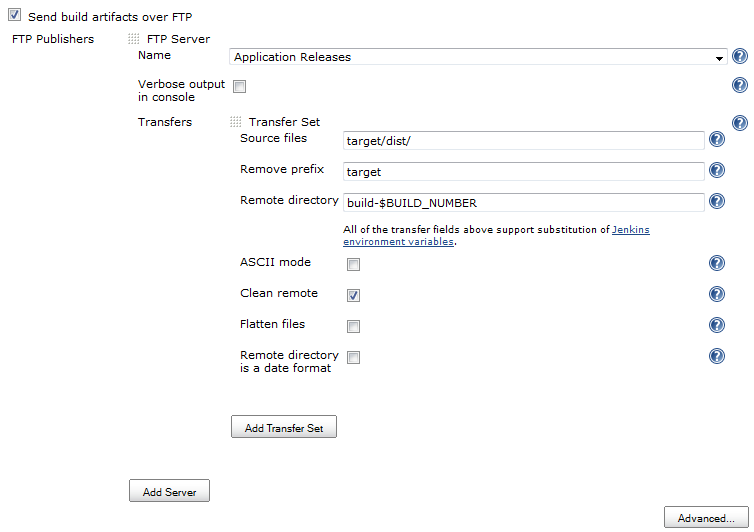 Send build artifacts over FTP
FTP Publishers
FTP Server
Name
Application Releases
Verbose output
in console
Transfers
Transfer Set
Source files
target/dist/
Remove prefix
target
Remote directory
build-$BUILD_NUMBER
All of the transfer fields above support substitution of Jenkins
environment variables.
ASCII mode
Clean remote
Flatten files
Remote directory
is a date format
Add Transfer Set
Add Server
Advanced...